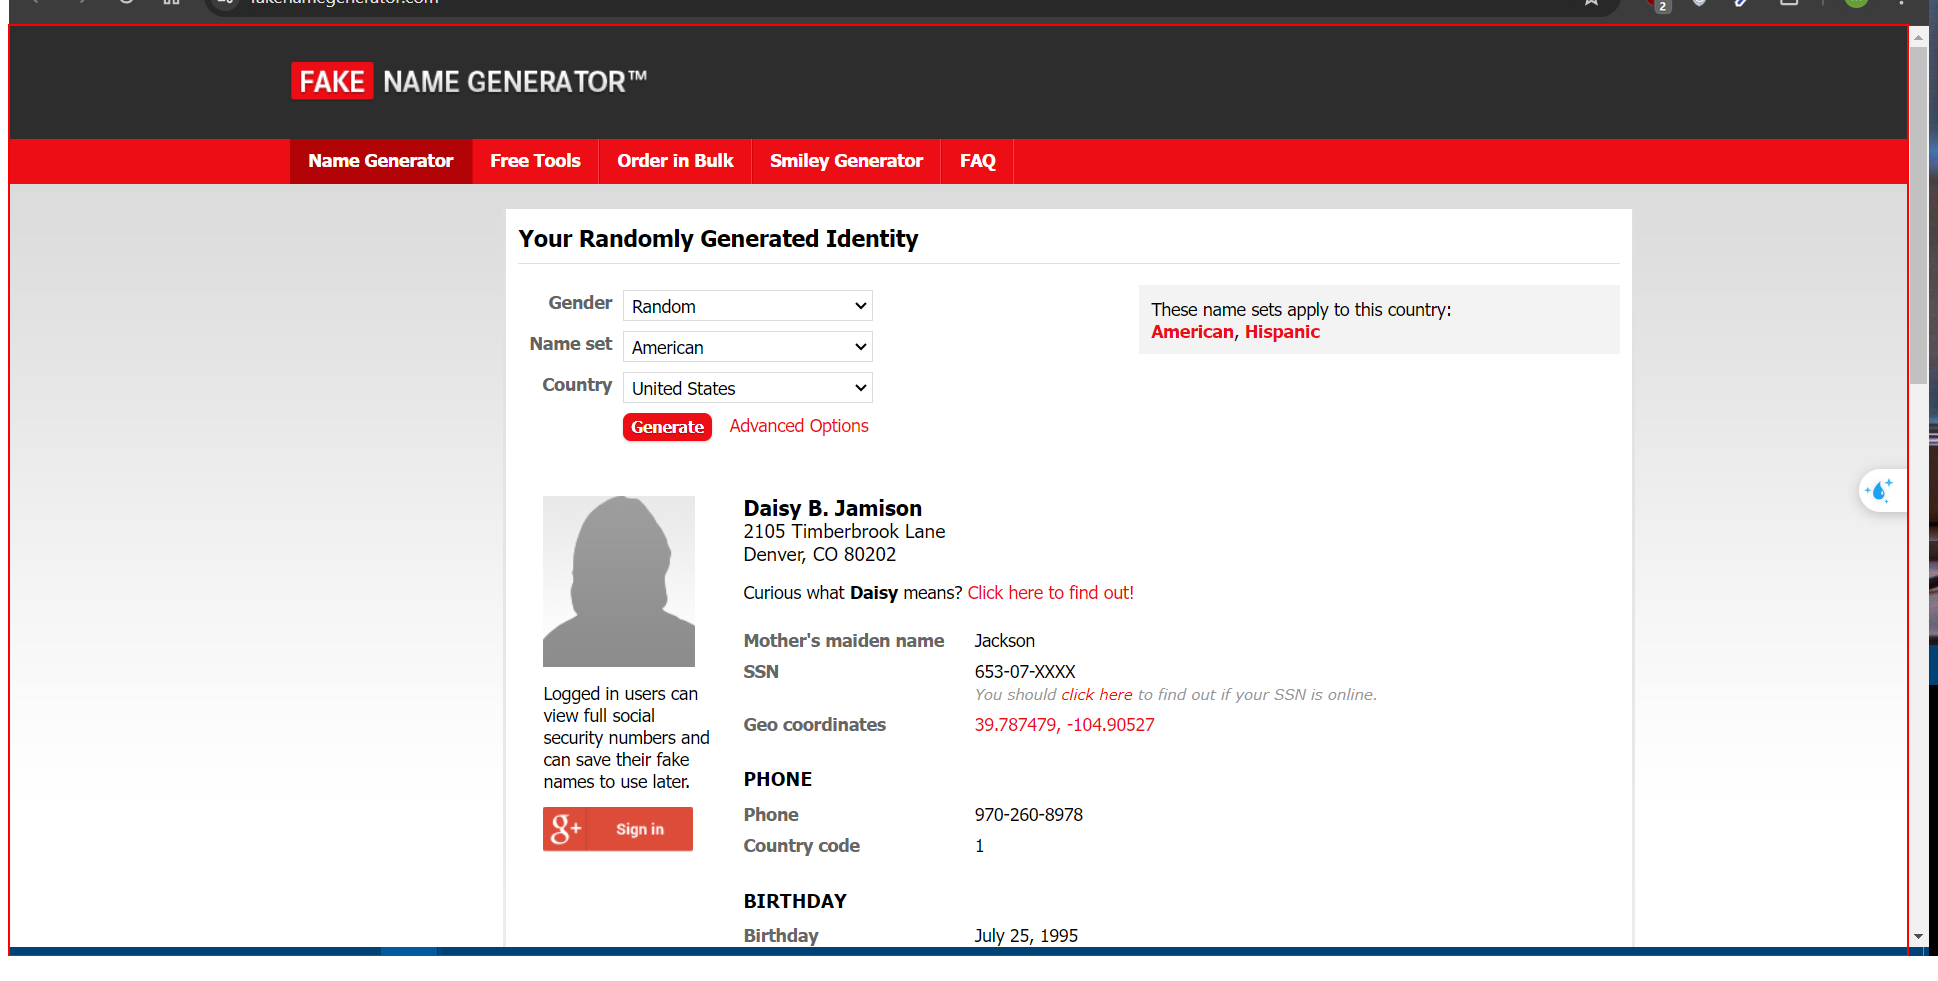 2
FAKE NAME GENERATOR™
Name Generator Free Tools Order in Bulk Smiley Generator FAQ
Your Randomly Generated Identity
Gender Random
Name set American
Country United States
Generate Advanced Options
These name sets apply to this country:
American, Hispanic
Daisy B. Jamison
2105 Timberbrook Lane
Denver, CO 80202
Curious what Daisy means? Click here to find out!
Mother's maiden name Jackson
SSN 653-07-XXXX
You should click here to find out if your SSN is online.
Geo coordinates 39.787479, -104.90527
Logged in users can
view full social
security numbers and
can save their fake
names to use later.
g+ Sign in
PHONE
Phone 970-260-8978
Country code 1
BIRTHDAY
Birthday July 25, 1995